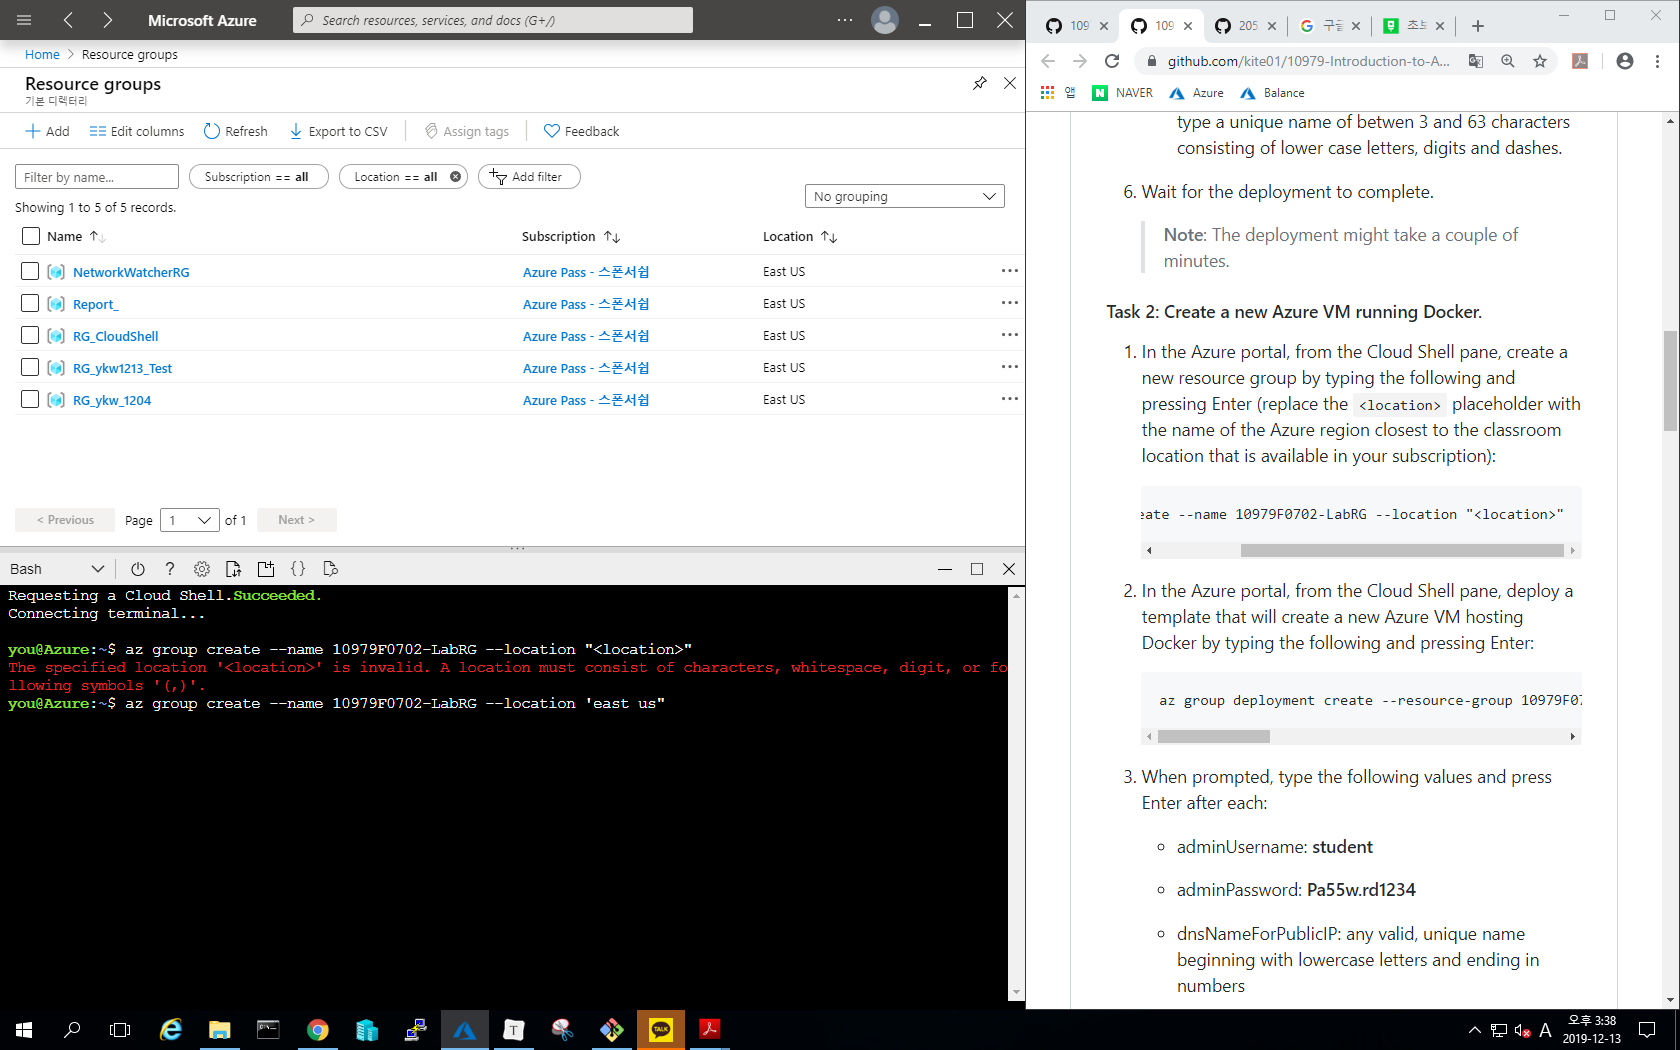 Microsoft Azure
Search resources, services, and docs (G+/)
Home > Resource groups
Resource groups
기본 디렉터리
Add
Edit columns
Refresh
Export to CSV
Assign tags
Feedback
Filter by name...
Subscription == all
Location == all
Add filter
Showing 1 to 5 of 5 records.
No grouping
Name
Subscription
Location
NetworkWatcherRG
Azure Pass - 스폰서쉽
East US
Report_
Azure Pass - 스폰서쉽
East US
RG_CloudShell
Azure Pass - 스폰서쉽
East US
RG_ykw1213_Test
Azure Pass - 스폰서쉽
East US
RG_ykw_1204
Azure Pass - 스폰서쉽
East US
< Previous
Page 1 of 1
Next >
Bash
Requesting a Cloud Shell.Succeeded.
Connecting terminal...
you@Azure:~$ az group create --name 10979F0702-LabRG --location "<location>"
The specified location '<location>' is invalid. A location must consist of characters, whitespace, digit, or fo
llowing symbols '(,)'.
you@Azure:~$ az group create --name 10979F0702-LabRG --location 'east us"
109
109
205
구글
초보
github.com/kite01/10979-Introduction-to-A...
앱
NAVER
Azure
Balance
type a unique name of betwen 3 and 63 characters
consisting of lower case letters, digits and dashes.
6. Wait for the deployment to complete.
Note: The deployment might take a couple of
minutes.
Task 2: Create a new Azure VM running Docker.
1. In the Azure portal, from the Cloud Shell pane, create a
new resource group by typing the following and
pressing Enter (replace the <location> placeholder with
the name of the Azure region closest to the classroom
location that is available in your subscription):
eate --name 10979F0702-LabRG --location "<location>"
2. In the Azure portal, from the Cloud Shell pane, deploy a
template that will create a new Azure VM hosting
Docker by typing the following and pressing Enter:
az group deployment create --resource-group 10979F07
3. When prompted, type the following values and press
Enter after each:
adminUsername: student
adminPassword: Pa55w.rd1234
dnsNameForPublicIP: any valid, unique name
beginning with lowercase letters and ending in
numbers
TALK
A
오후 3:38
2019-12-13